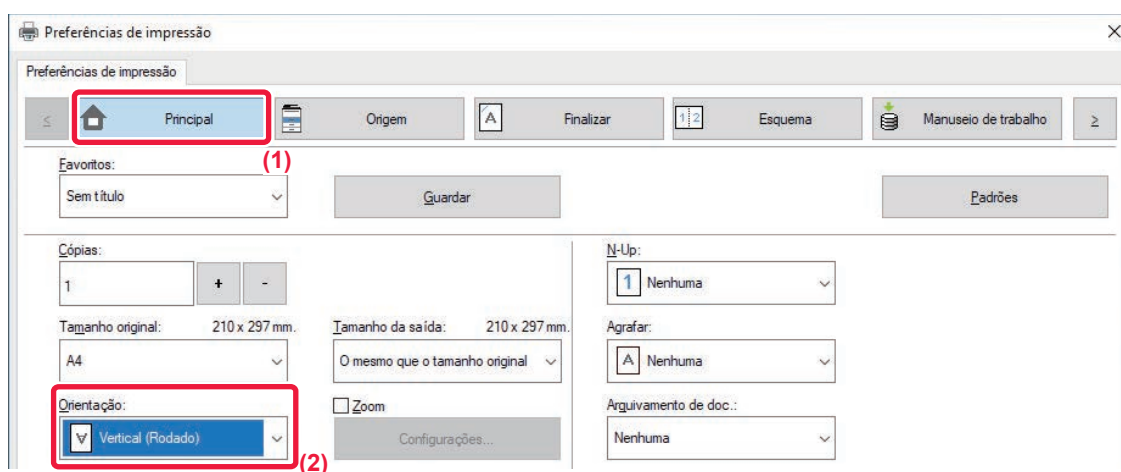 Preferências de impressão
Preferências de impressão
< Principal Origem A Finalizar 1 2 Esquema Manuseio de trabalho >
(1)
Favoritos:
Sem título Guardar Padrões
Cópias: N-Up:
1 + - 1 Nenhuma
Tamanho original: 210 x 297 mm. Tamanho da saída: 210 x 297 mm. Agrafar:
A4 O mesmo que o tamanho original A Nenhuma
Orientação: Zoom Arquivamento de doc.:
A Vertical (Rodado) Configurações... Nenhuma
(2)